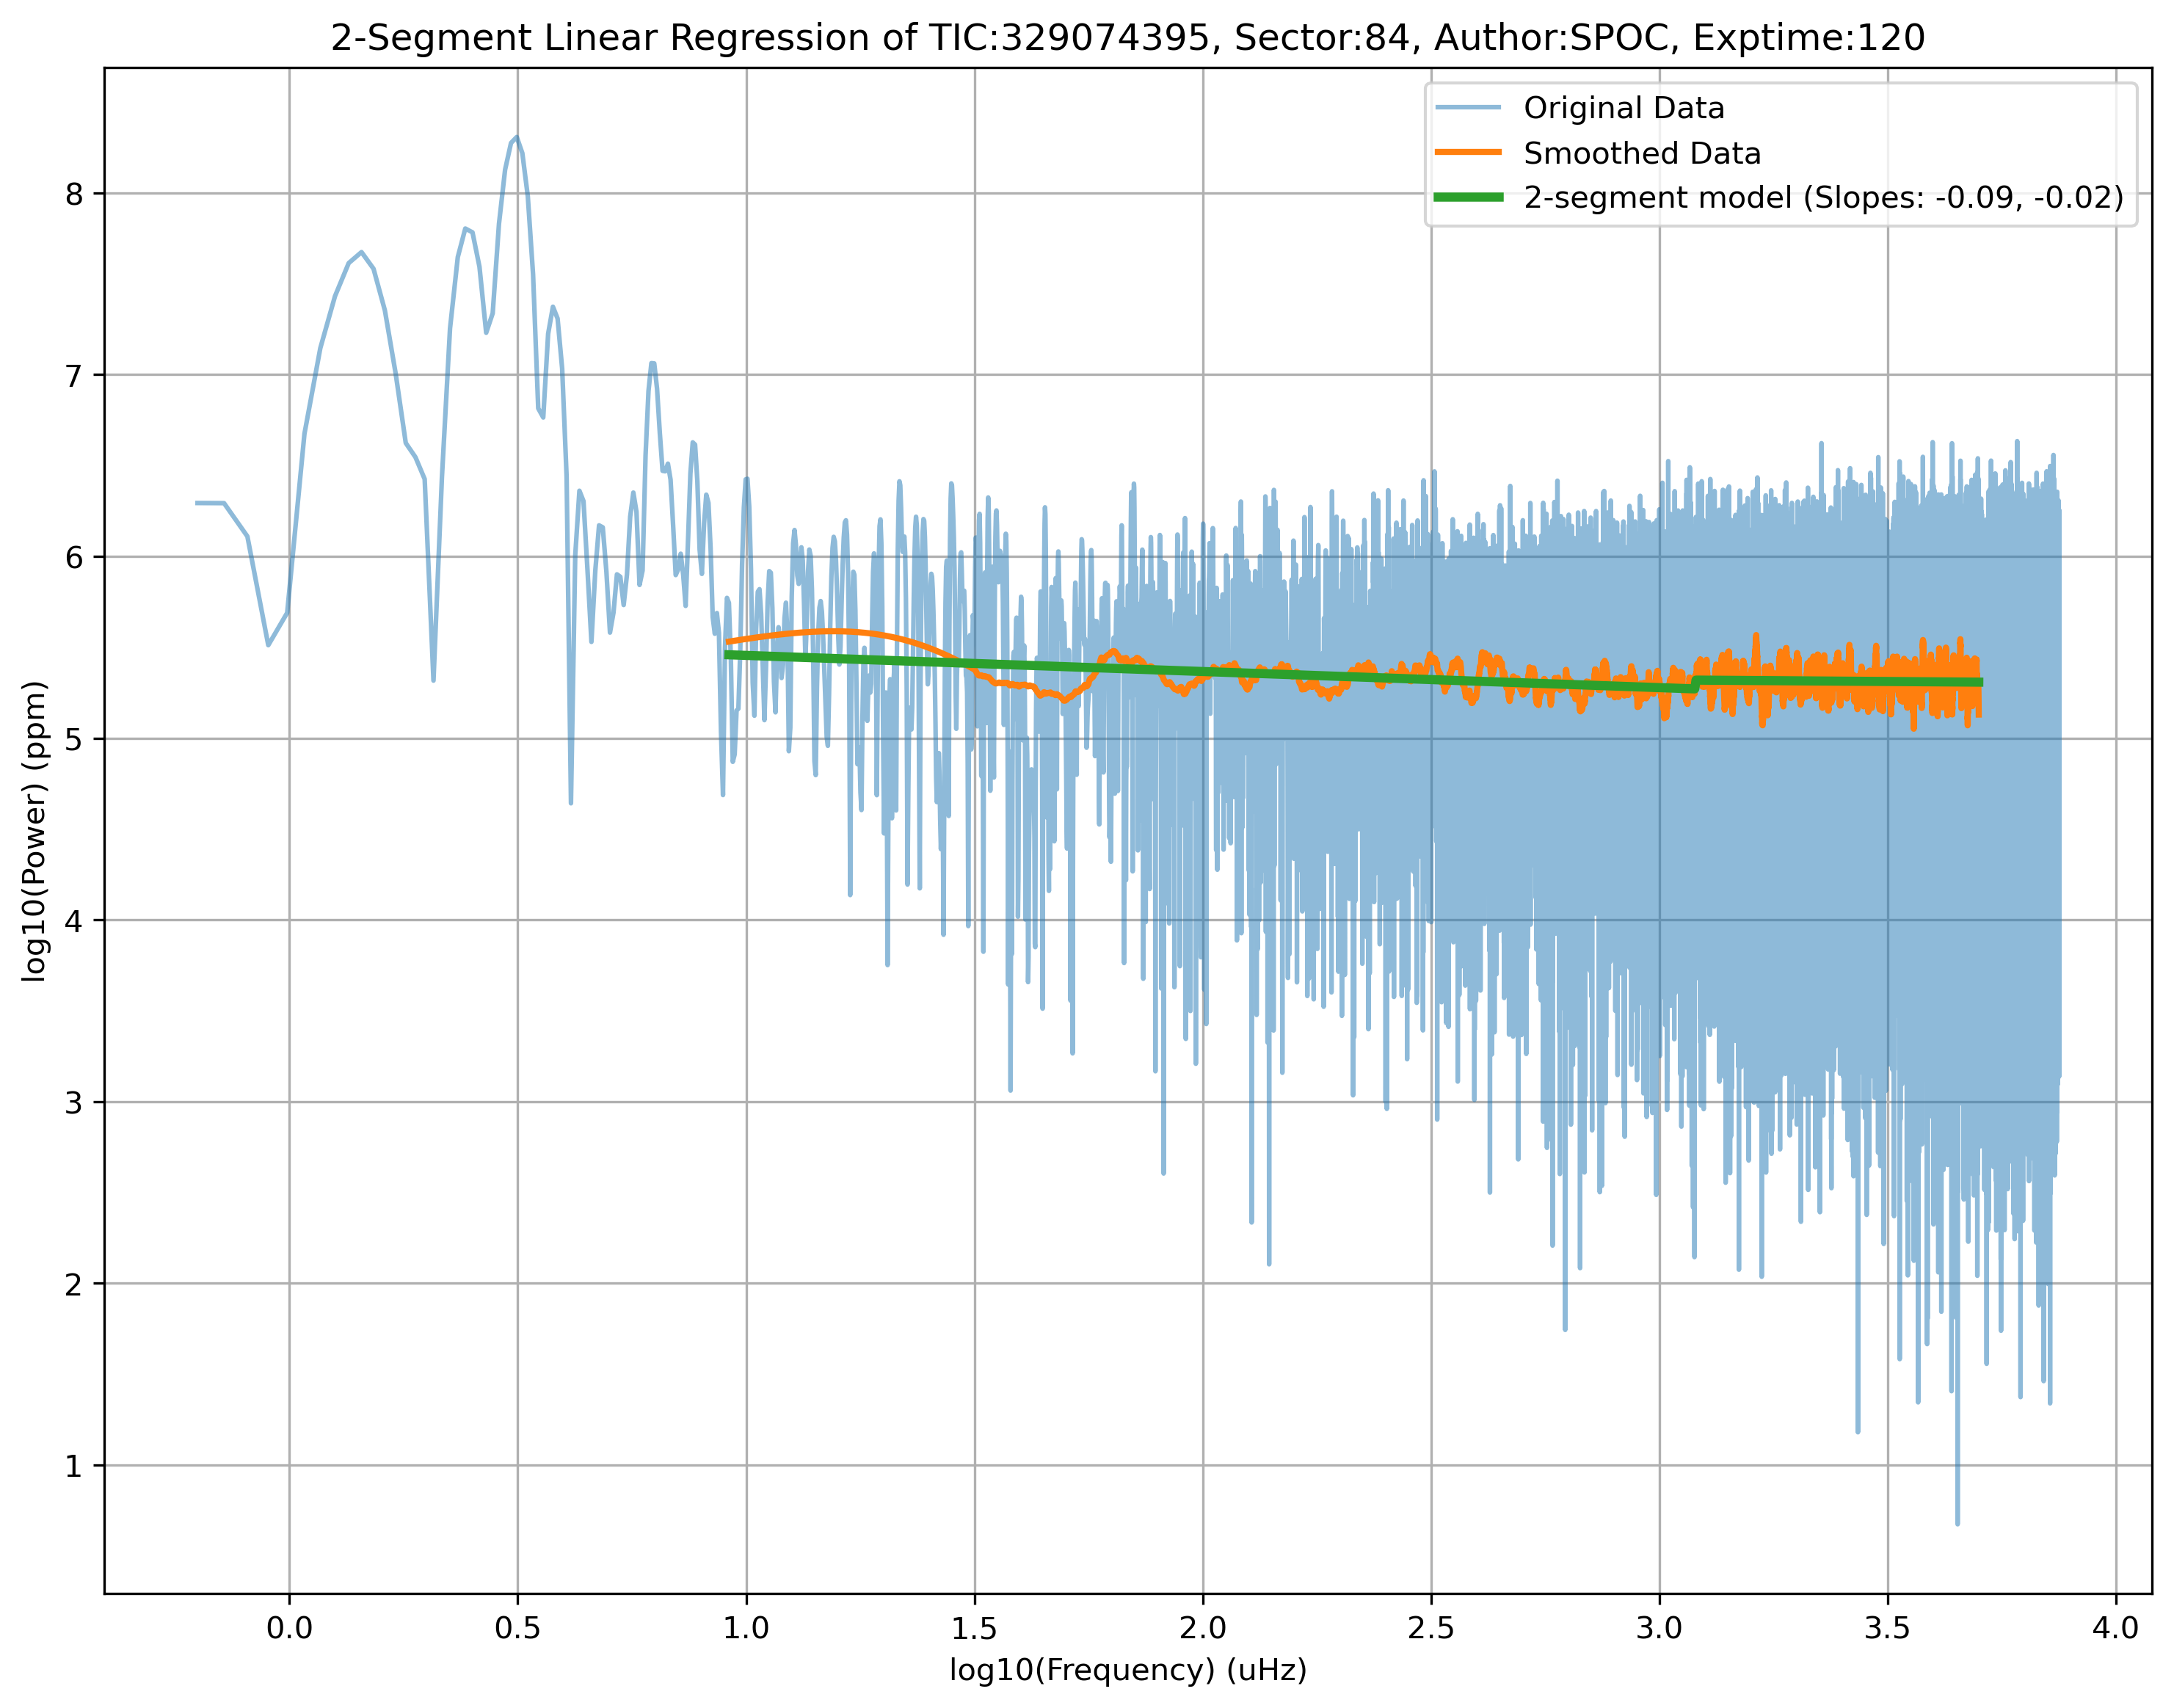 2-Segment Linear Regression of TIC:329074395, Sector:84, Author:SPOC, Exptime:120
Original Data
Smoothed Data
2-segment model (Slopes: -0.09, -0.02)
log10(Power) (ppm)
8
7
6
5
4
3
2
1
0.0 0.5 1.0 1.5 2.0 2.5 3.0 3.5 4.0
log10(Frequency) (uHz)